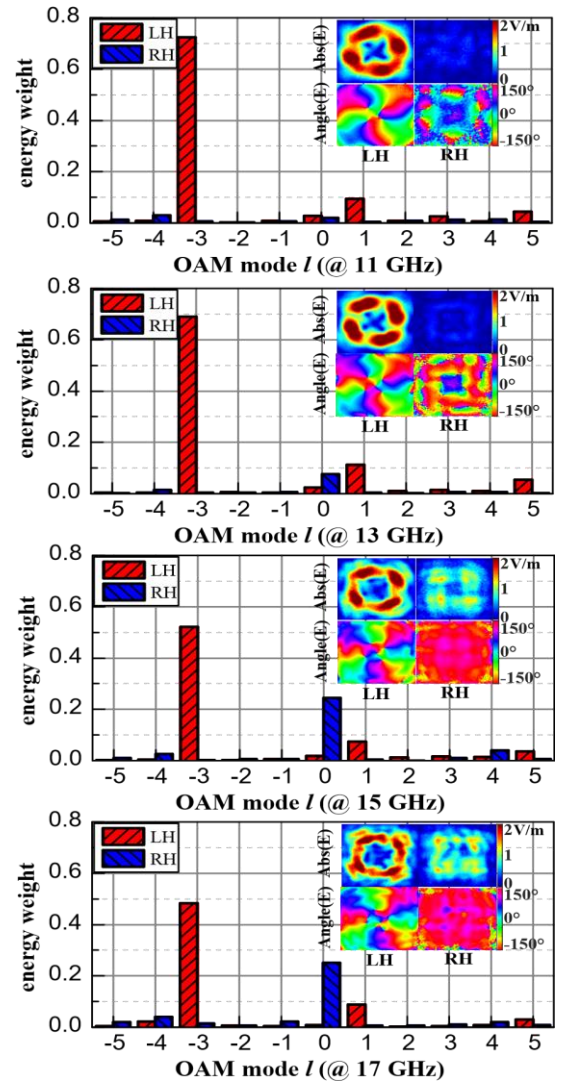 0.8
LH
RH
0.6
0.4
0.2
0.0
energy weight
Abs(E)
2V/m
1
0
Angle(E)
150°
0°
-150°
LH RH
-5 -4 -3 -2 -1 0 1 2 3 4 5
OAM mode l (@ 11 GHz)
0.8
LH
RH
0.6
0.4
0.2
0.0
energy weight
Abs(E)
2V/m
1
0
Angle(E)
150°
0°
-150°
LH RH
-5 -4 -3 -2 -1 0 1 2 3 4 5
OAM mode l (@ 13 GHz)
0.8
LH
RH
0.6
0.4
0.2
0.0
energy weight
Abs(E)
2V/m
1
0
Angle(E)
150°
0°
-150°
LH RH
-5 -4 -3 -2 -1 0 1 2 3 4 5
OAM mode l (@ 15 GHz)
0.8
LH
RH
0.6
0.4
0.2
0.0
energy weight
Abs(E)
2V/m
1
0
Angle(E)
150°
0°
-150°
LH RH
-5 -4 -3 -2 -1 0 1 2 3 4 5
OAM mode l (@ 17 GHz)